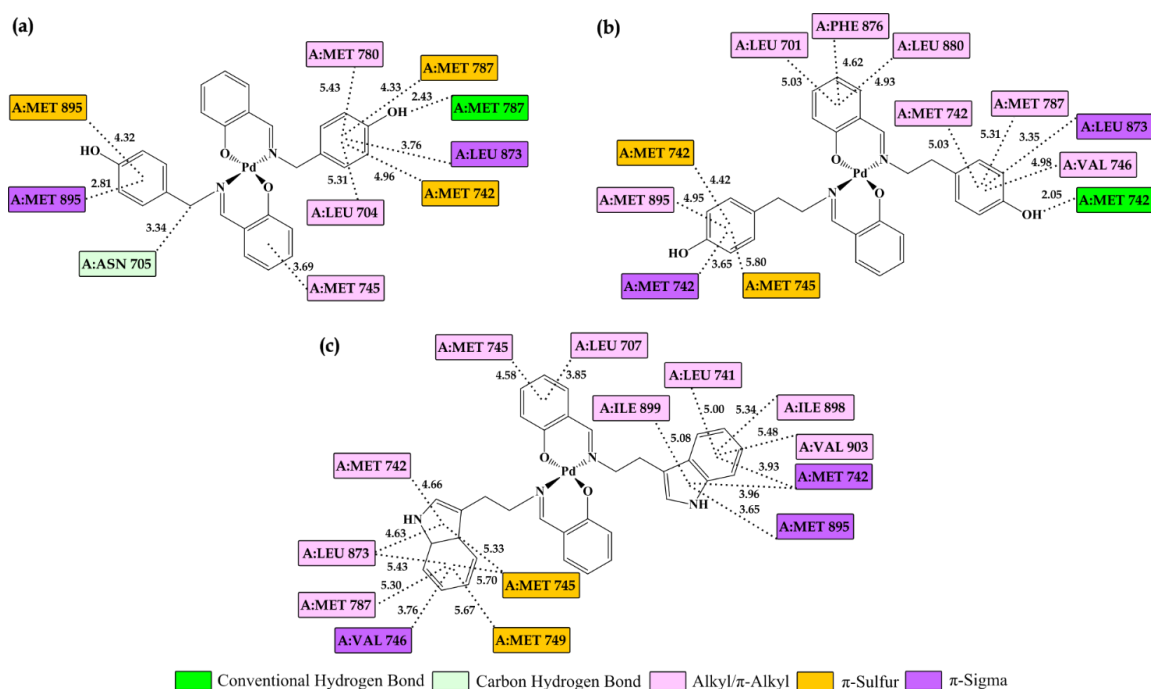 (a)
A:MET 780
A:MET 787
5.43
4.33
2.43
OH
A:MET 787
A:MET 895
4.32
HO
3.76
A:LEU 873
O
N
Pd
5.31
4.96
A:MET 742
A:MET 895
2.81
N
O
A:LEU 704
3.34
A:ASN 705
3.69
A:MET 745
(b)
A:PHE 876
A:LEU 701
A:LEU 880
4.62
5.03
4.93
A:MET 787
A:MET 742
5.31
3.35
A:LEU 873
5.03
4.98
A:VAL 746
A:MET 742
O
N
Pd
4.42
N
O
2.05
OH
A:MET 742
A:MET 895
4.95
HO
3.65
5.80
A:MET 742
A:MET 745
(c)
A:MET 745
A:LEU 707
4.58
3.85
A:LEU 741
A:ILE 899
5.00
5.34
A:ILE 898
5.08
5.48
A:VAL 903
A:MET 742
O
N
Pd
3.93
A:MET 742
4.66
N
O
3.96
NH
3.65
A:MET 895
HN
A:LEU 873
4.63
5.33
5.43
5.70
A:MET 745
A:MET 787
5.30
3.76
5.67
A:VAL 746
A:MET 749
Conventional Hydrogen Bond
Carbon Hydrogen Bond
Alkyl/π-Alkyl
π-Sulfur
π-Sigma